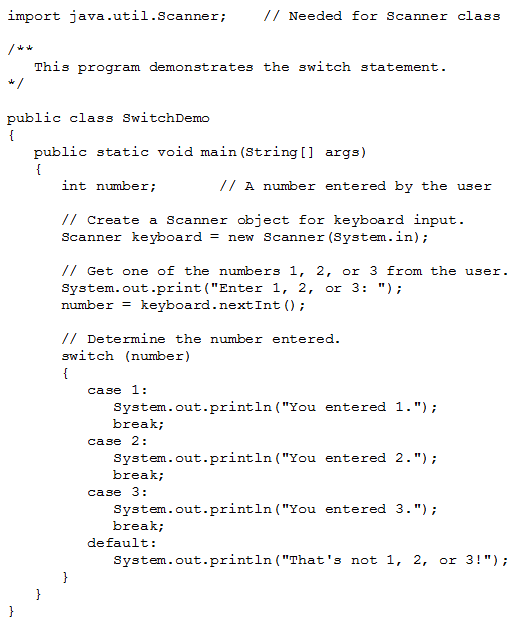 import java.util.Scanner;    // Needed for Scanner class

/**
   This program demonstrates the switch statement.
*/

public class SwitchDemo
{
   public static void main(String[] args)
   {
      int number;       // A number entered by the user

      // Create a Scanner object for keyboard input.
      Scanner keyboard = new Scanner(System.in);

      // Get one of the numbers 1, 2, or 3 from the user.
      System.out.print("Enter 1, 2, or 3: ");
      number = keyboard.nextInt();

      // Determine the number entered.
      switch (number)
      {
         case 1:
            System.out.println("You entered 1.");
            break;
         case 2:
            System.out.println("You entered 2.");
            break;
         case 3:
            System.out.println("You entered 3.");
            break;
         default:
            System.out.println("That's not 1, 2, or 3!");
      }
   }
}